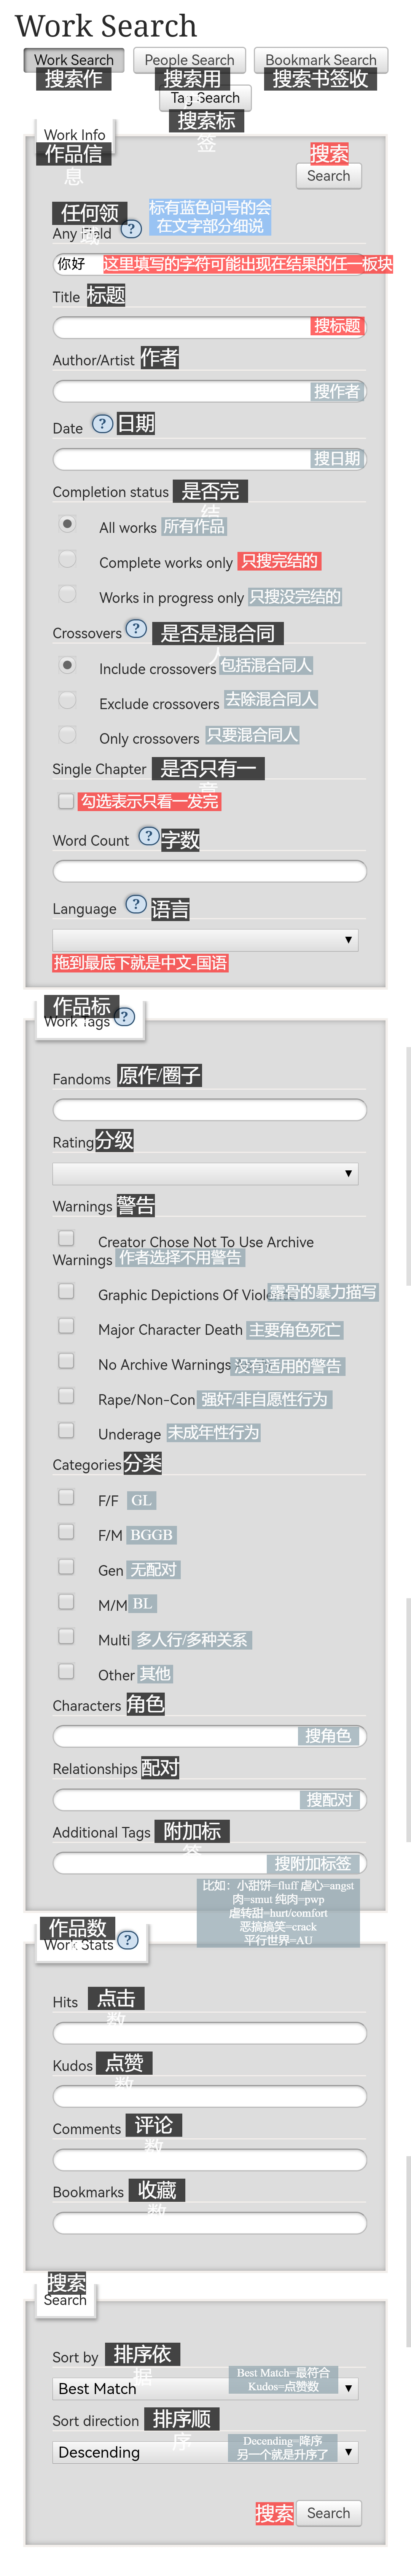 Work Search
Work Search People Search Bookmark Search
搜索作 搜索用 搜索书签收
Tag Search
搜索标
签
Work Info
作品信
息
搜索
Search
任何领
域
标有蓝色问号的会
在文字部分细说
Any Field ?
你好 这里填写的字符可能出现在结果的任一板块
Title 标题
搜标题
Author/Artist 作者
搜作者
Date ? 日期
搜日期
Completion status 是否完
结
All works 所有作品
Complete works only 只搜完结的
Works in progress only 只搜没完结的
Crossovers ? 是否是混合同
人
Include crossovers 包括混合同人
Exclude crossovers 去除混合同人
Only crossovers 只要混合同人
Single Chapter 是否只有一
章
勾选表示只看一发完
Word Count ? 字数
Language ? 语言
拖到最底下就是中文-国语
作品标
Work Tags ?
Fandoms 原作/圈子
Rating 分级
Warnings 警告
Creator Chose Not To Use Archive
Warnings 作者选择不用警告
Graphic Depictions Of Viole 露骨的暴力描写
Major Character Death 主要角色死亡
No Archive Warnings 没有适用的警告
Rape/Non-Con 强奸/非自愿性行为
Underage 未成年性行为
Categories 分类
F/F GL
F/M BGGB
Gen 无配对
M/M BL
Multi 多人行/多种关系
Other 其他
Characters 角色
搜角色
Relationships 配对
搜配对
Additional Tags 附加标
签
搜附加标签
比如：小甜饼=fluff 虐心=angst
肉=smut 纯肉=pwp
虐转甜=hurt/comfort
恶搞搞笑=crack
平行世界=AU
作品数
Work Stats ?
Hits 点击
数
Kudos 点赞
数
Comments 评论
数
Bookmarks 收藏
数
搜索
Search
Sort by 排序依
据
Best Match
Best Match=最符合
Kudos=点赞数
Sort direction 排序顺
序
Descending
Decending=降序
另一个就是升序了
搜索 Search